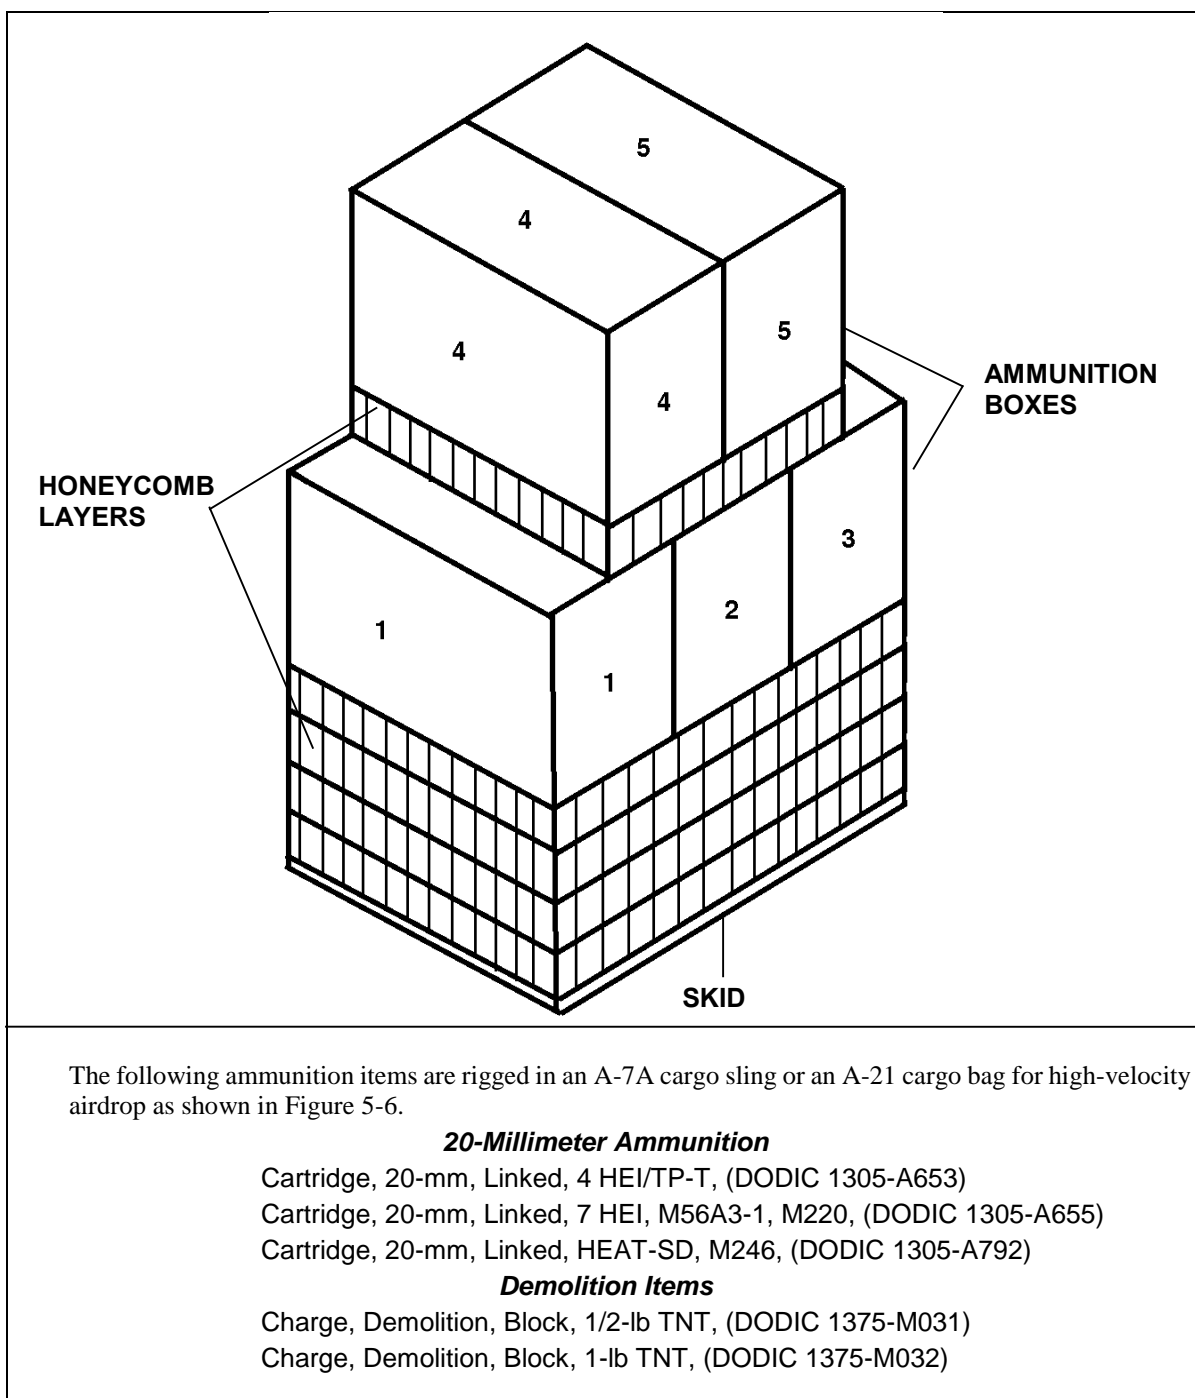 5
4
4
5
4
AMMUNITION
BOXES
HONEYCOMB
LAYERS
3
2
1
1
SKID
The following ammunition items are rigged in an A-7A cargo sling or an A-21 cargo bag for high-velocity
airdrop as shown in Figure 5-6.
20-Millimeter Ammunition
Cartridge, 20-mm, Linked, 4 HEI/TP-T, (DODIC 1305-A653)
Cartridge, 20-mm, Linked, 7 HEI, M56A3-1, M220, (DODIC 1305-A655)
Cartridge, 20-mm, Linked, HEAT-SD, M246, (DODIC 1305-A792)
Demolition Items
Charge, Demolition, Block, 1/2-lb TNT, (DODIC 1375-M031)
Charge, Demolition, Block, 1-lb TNT, (DODIC 1375-M032)